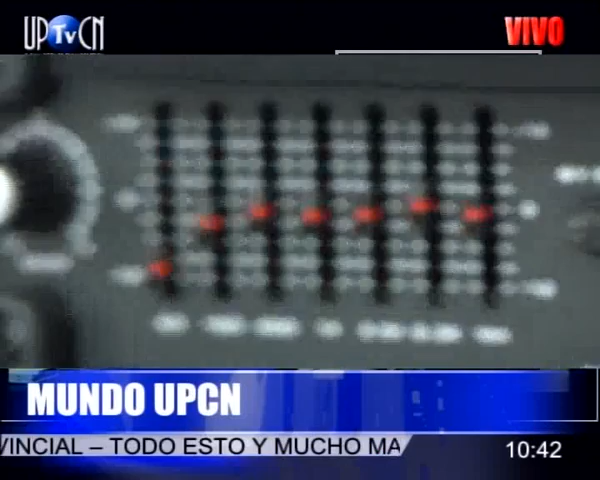 UPTvCN
VIVO
MUNDO UPCN
VINCIAL – TODO ESTO Y MUCHO MA
10:42